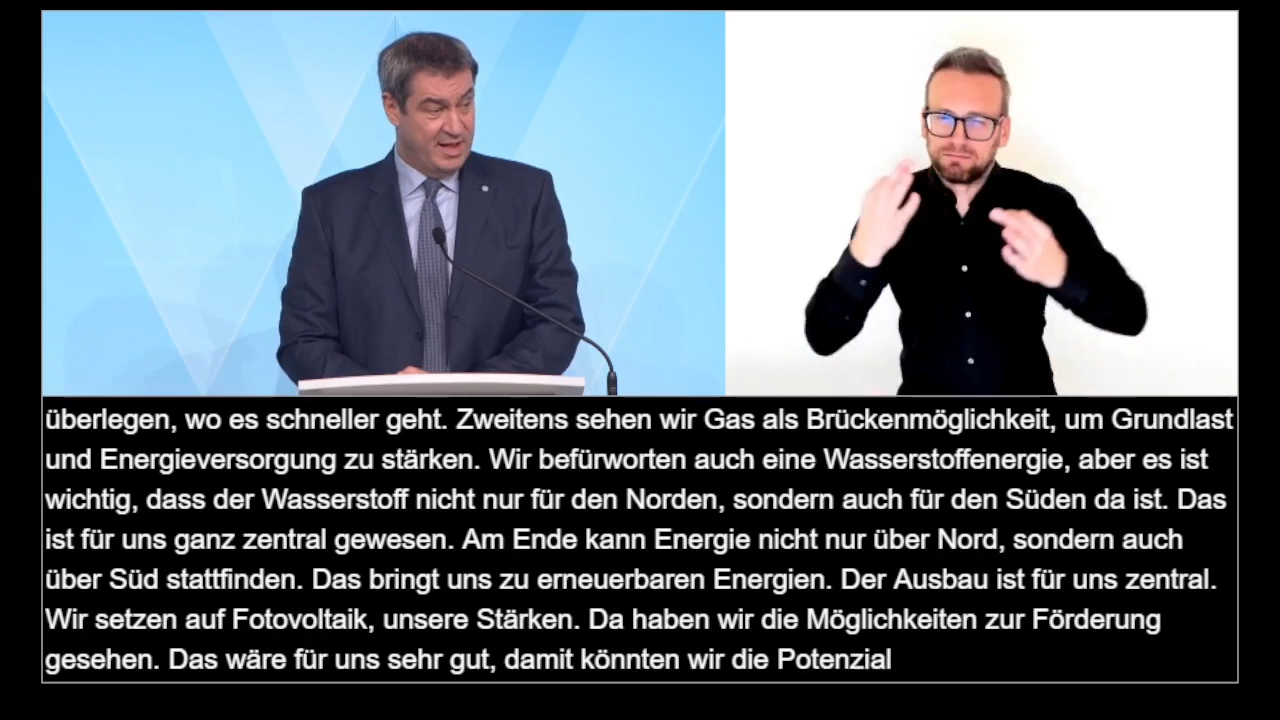 überlegen, wo es schneller geht. Zweitens sehen wir Gas als Brückenmöglichkeit, um Grundlast
und Energieversorgung zu stärken. Wir befürworten auch eine Wasserstoffenergie, aber es ist
wichtig, dass der Wasserstoff nicht nur für den Norden, sondern auch für den Süden da ist. Das
ist für uns ganz zentral gewesen. Am Ende kann Energie nicht nur über Nord, sondern auch
über Süd stattfinden. Das bringt uns zu erneuerbaren Energien. Der Ausbau ist für uns zentral.
Wir setzen auf Fotovoltaik, unsere Stärken. Da haben wir die Möglichkeiten zur Förderung
gesehen. Das wäre für uns sehr gut, damit könnten wir die Potenzial